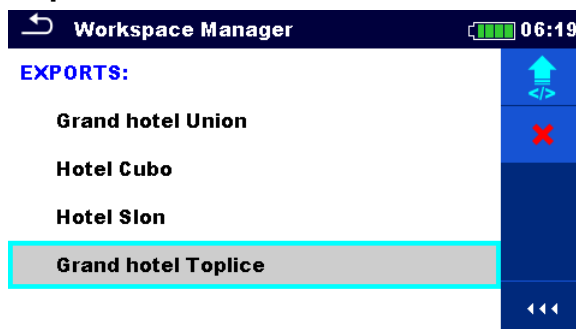 Workspace Manager
06:19
EXPORTS:
</>
Grand hotel Union
Hotel Cubo
Hotel Slon
Grand hotel Toplice